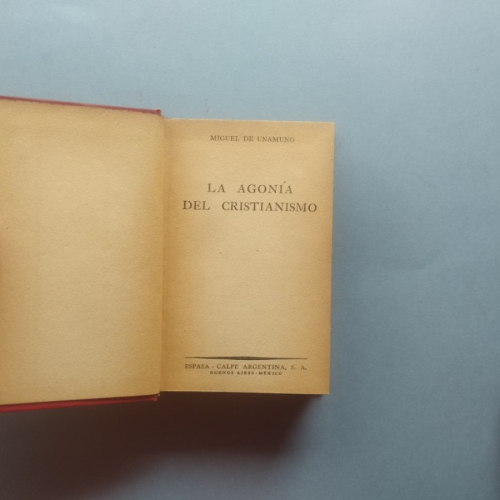 MIGUEL DE UNAMUNO
LA AGONÍA
DEL CRISTIANISMO
ESPASA - CALPE ARGENTINA, S. A.
BUENOS AIRES - MÉXICO